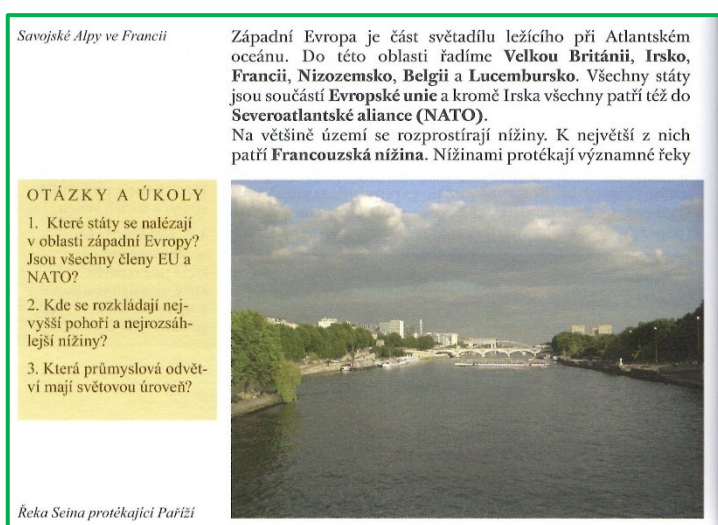 Savojské Alpy ve Francii
Západní Evropa je část světadílu ležícího při Atlantském
oceánu. Do této oblasti řadíme Velkou Británii, Irsko,
Francii, Nizozemsko, Belgii a Lucembursko. Všechny státy
jsou součástí Evropské unie a kromě Irska všechny patří též do
Severoatlantské aliance (NATO).
Na většině území se rozprostírají nížiny. K největší z nich
patří Francouzská nížina. Nížinami protékají významné řeky
OTÁZKY A ÚKOLY
1. Které státy se nalézají
v oblasti západní Evropy?
Jsou všechny členy EU a
NATO?
2. Kde se rozkládají nej-
vyšší pohoří a nejrozsáh-
lejší nížiny?
3. Která průmyslová odvět-
ví mají světovou úroveň?
Řeka Seina protékající Paříží